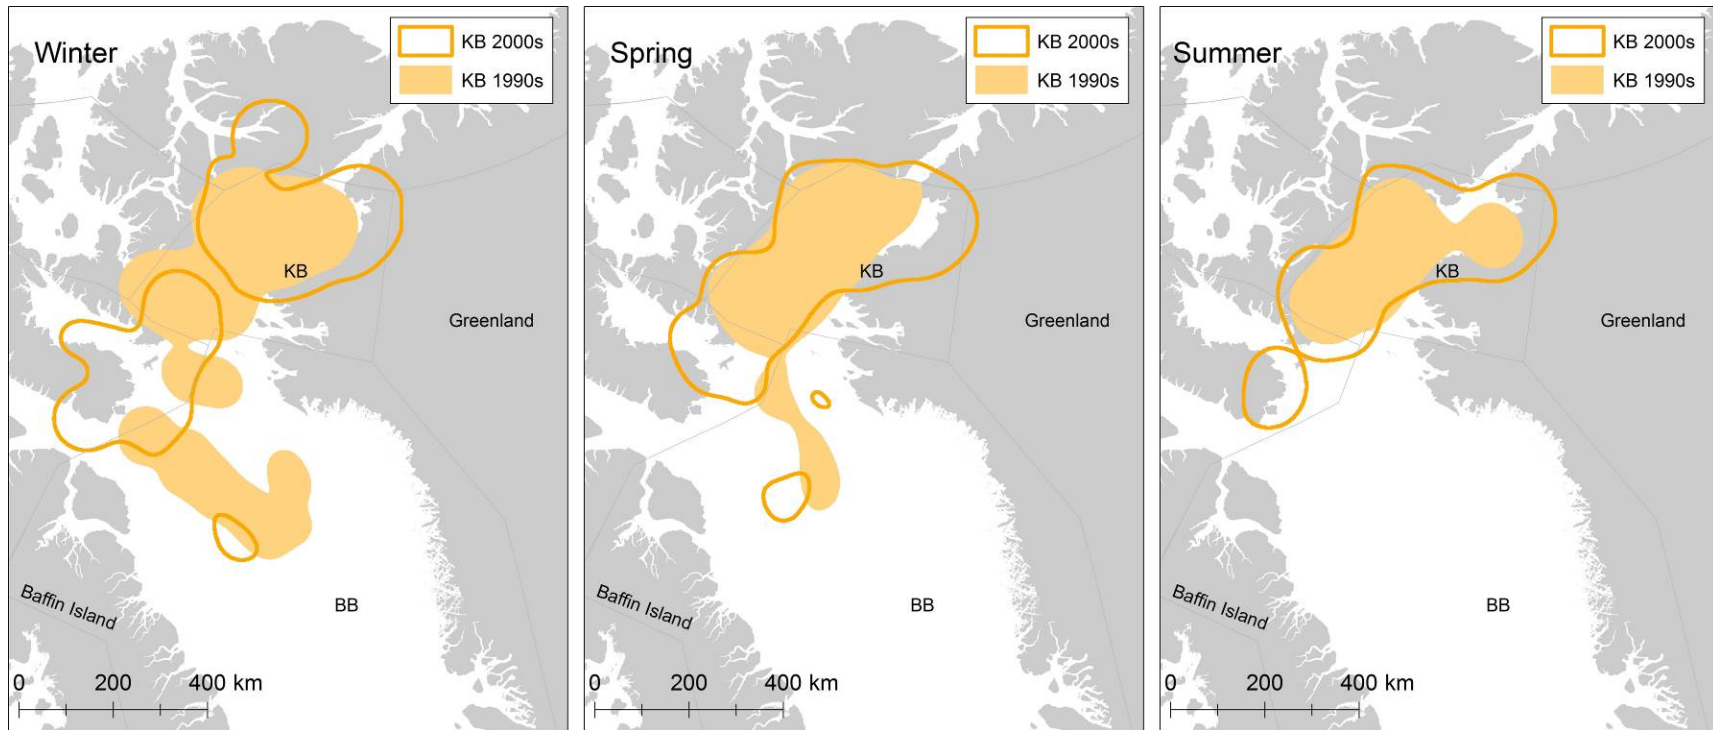 Winter
KB 2000s
KB 1990s
KB
Greenland
Baffin Island
BB
0 200 400 km
Spring
KB 2000s
KB 1990s
KB
Greenland
Baffin Island
BB
0 200 400 km
Summer
KB 2000s
KB 1990s
KB
Greenland
Baffin Island
BB
0 200 400 km